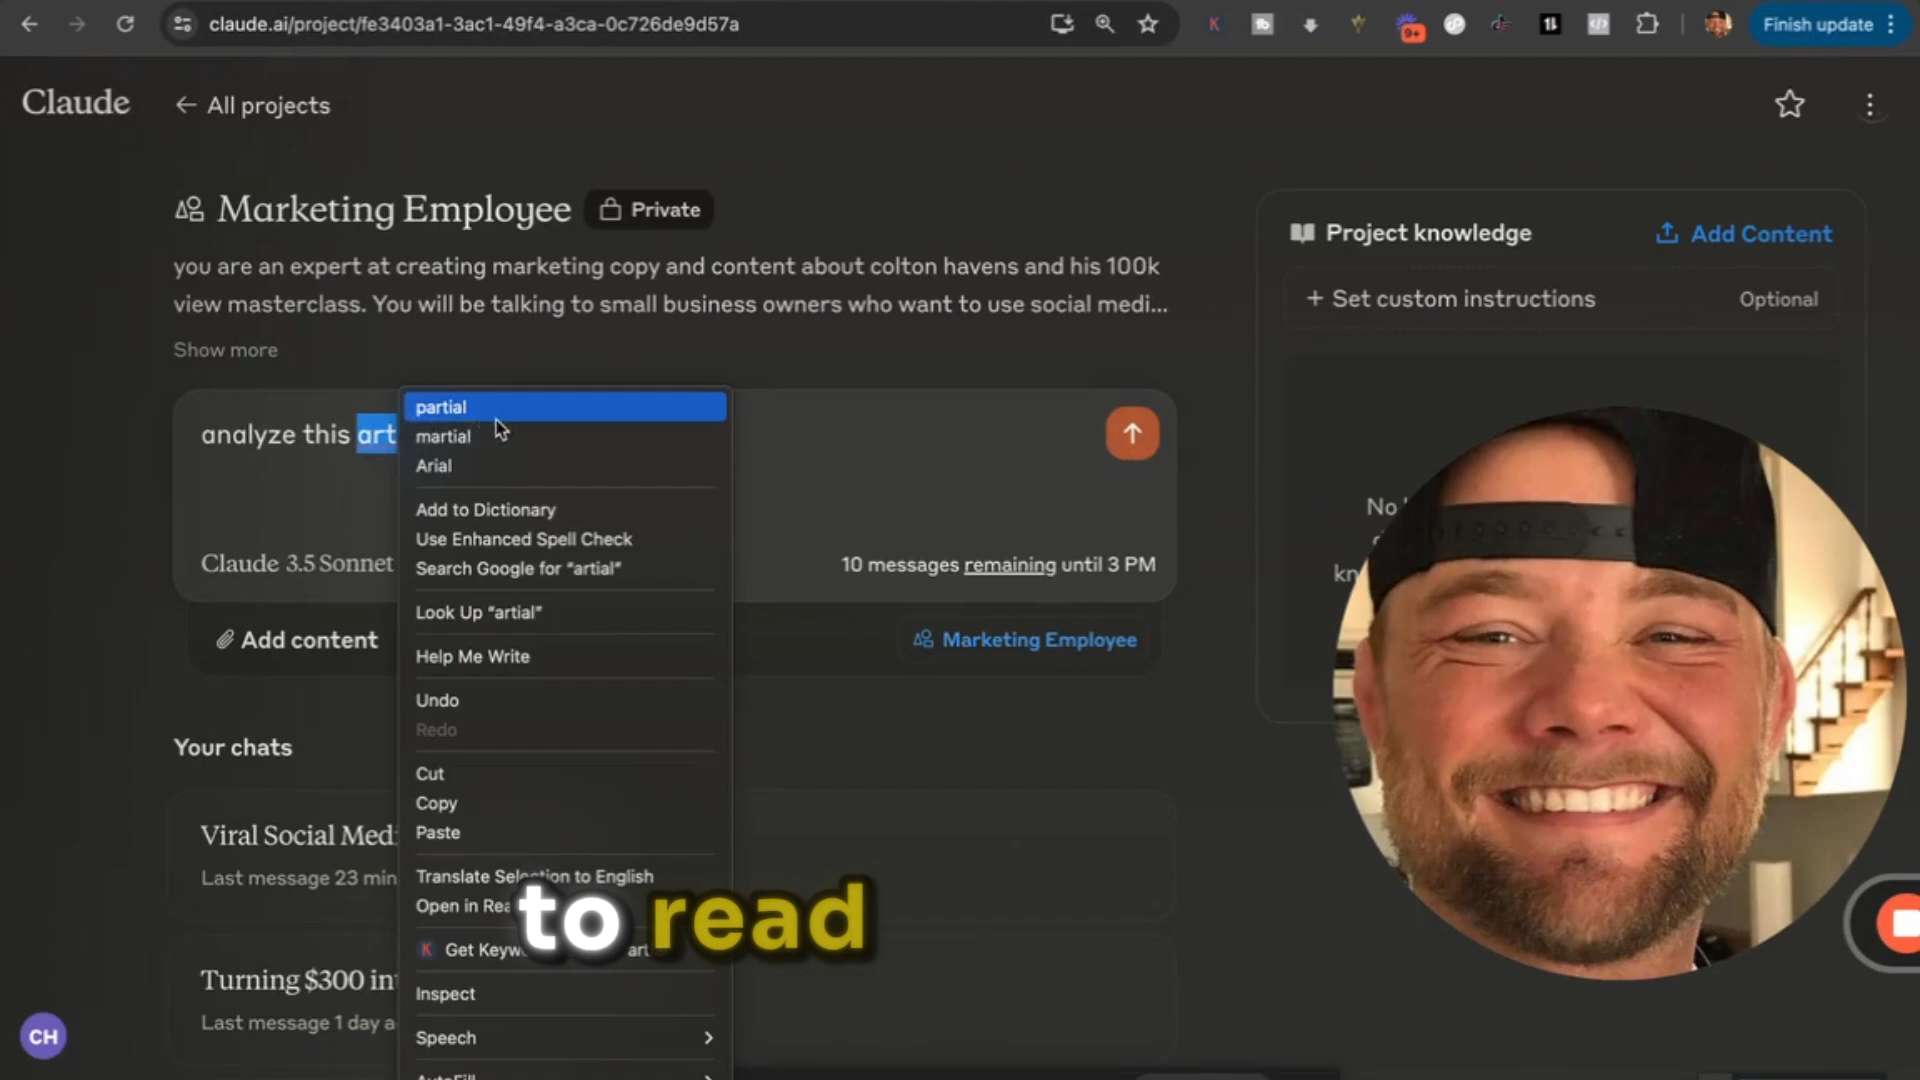 claude.ai/project/fe3403a1-3ac1-49f4-a3ca-0c726de9d57a
9+
Finish update
Claude
← All projects
Marketing Employee
Private
you are an expert at creating marketing copy and content about colton havens and his 100k
view masterclass. You will be talking to small business owners who want to use social medi...
Show more
Project knowledge
Add Content
+ Set custom instructions
Optional
No
kn
analyze this art
partial
martial
Arial
Add to Dictionary
Use Enhanced Spell Check
Search Google for “artial”
Look Up “artial”
Help Me Write
Undo
Redo
Cut
Copy
Paste
Translate Selection to English
Open in Rea
Get Keyw
Inspect
Speech
AutoFill
Claude 3.5 Sonnet
10 messages remaining until 3 PM
Add content
Marketing Employee
Your chats
Viral Social Medi
Last message 23 min
Turning $300 int
Last message 1 day a
CH
to read